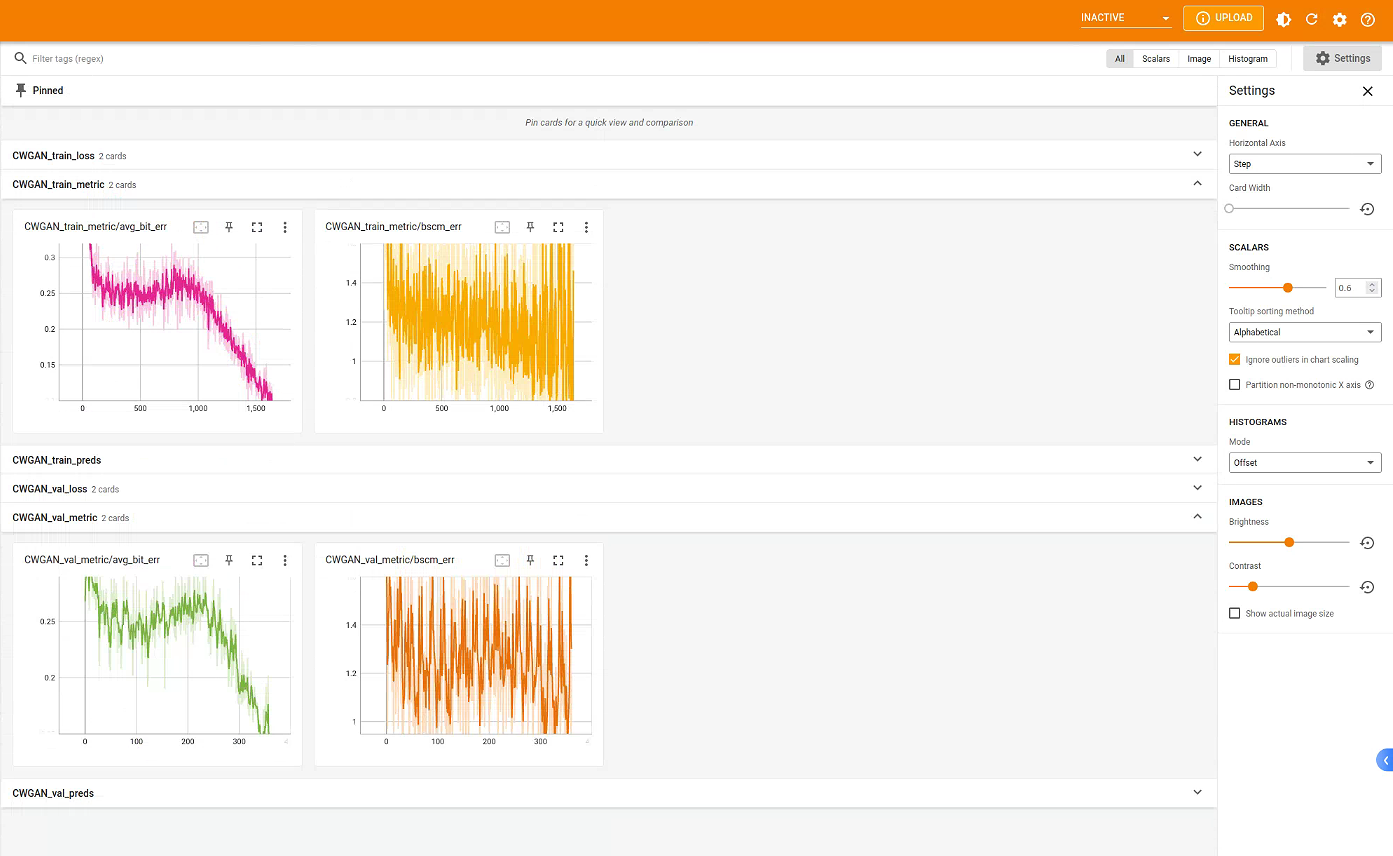 INACTIVE
UPLOAD
Filter tags (regex)
All Scalars Image Histogram
Settings
Pinned
Pin cards for a quick view and comparison
CWGAN_train_loss 2 cards
CWGAN_train_metric 2 cards
CWGAN_train_metric/avg_bit_err
0.3
0.25
0.2
0.15
0 500 1,000 1,500
CWGAN_train_metric/bscm_err
1.4
1.2
1
0 500 1,000 1,500
CWGAN_train_preds
CWGAN_val_loss 2 cards
CWGAN_val_metric 2 cards
CWGAN_val_metric/avg_bit_err
0.25
0.2
0 100 200 300
CWGAN_val_metric/bscm_err
1.4
1.2
1
0 100 200 300
CWGAN_val_preds
Settings
GENERAL
Horizontal Axis
Step
Card Width
SCALARS
Smoothing
0.6
Tooltip sorting method
Alphabetical
Ignore outliers in chart scaling
Partition non-monotonic X axis
HISTOGRAMS
Mode
Offset
IMAGES
Brightness
Contrast
Show actual image size